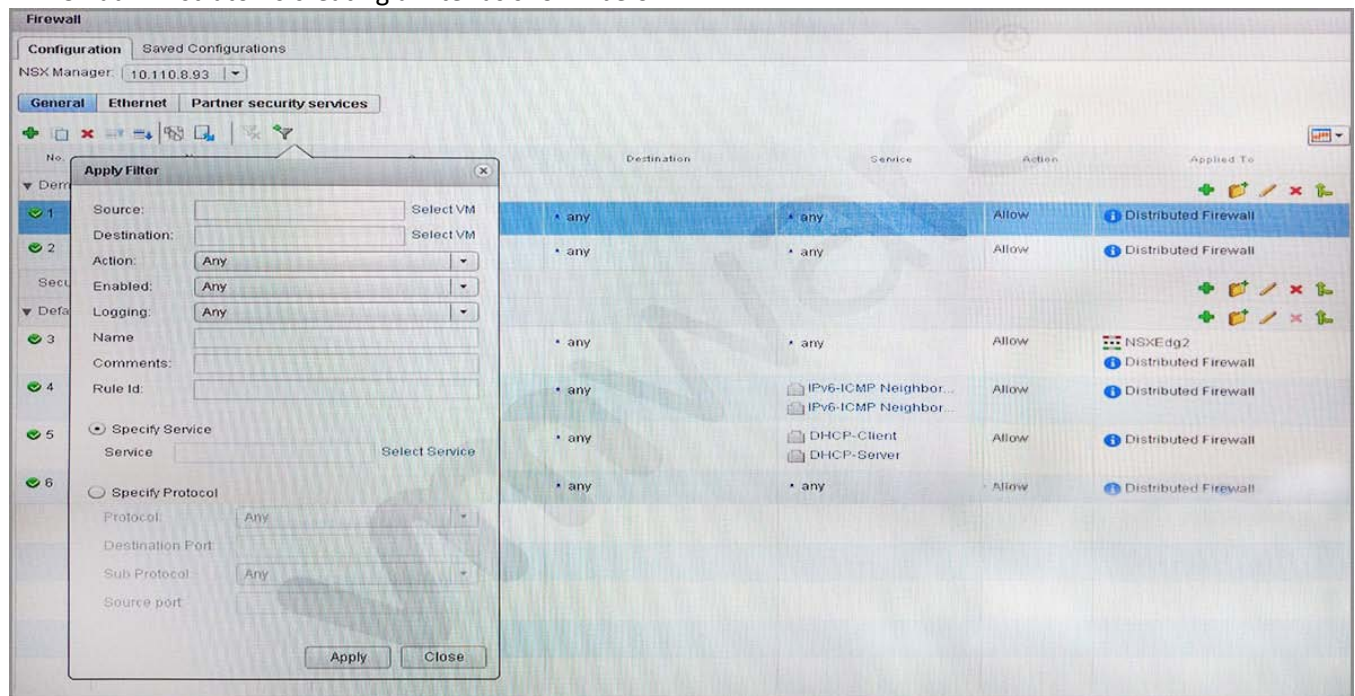 Firewall
Configuration Saved Configurations
NSX Manager: 10.110.8.93
General Ethernet Partner security services
No. Destination Service Action Applied To
Apply Filter
Source: Select VM
1 any any Allow Distributed Firewall
Destination: Select VM
2 any any Allow Distributed Firewall
Action: Any
Enabled: Any
Logging: Any
Name
3 any any Allow NSXEdg2
Distributed Firewall
Comments:
Rule Id:
4 any IPv6-ICMP Neighbor... Allow Distributed Firewall
IPv6-ICMP Neighbor...
Specify Service
5 any DHCP-Client Allow Distributed Firewall
DHCP-Server
Service Select Service
6 any any Allow Distributed Firewall
Specify Protocol
Protocol: Any
Destination Port:
Sub Protocol: Any
Source port:
Apply Close
vmware